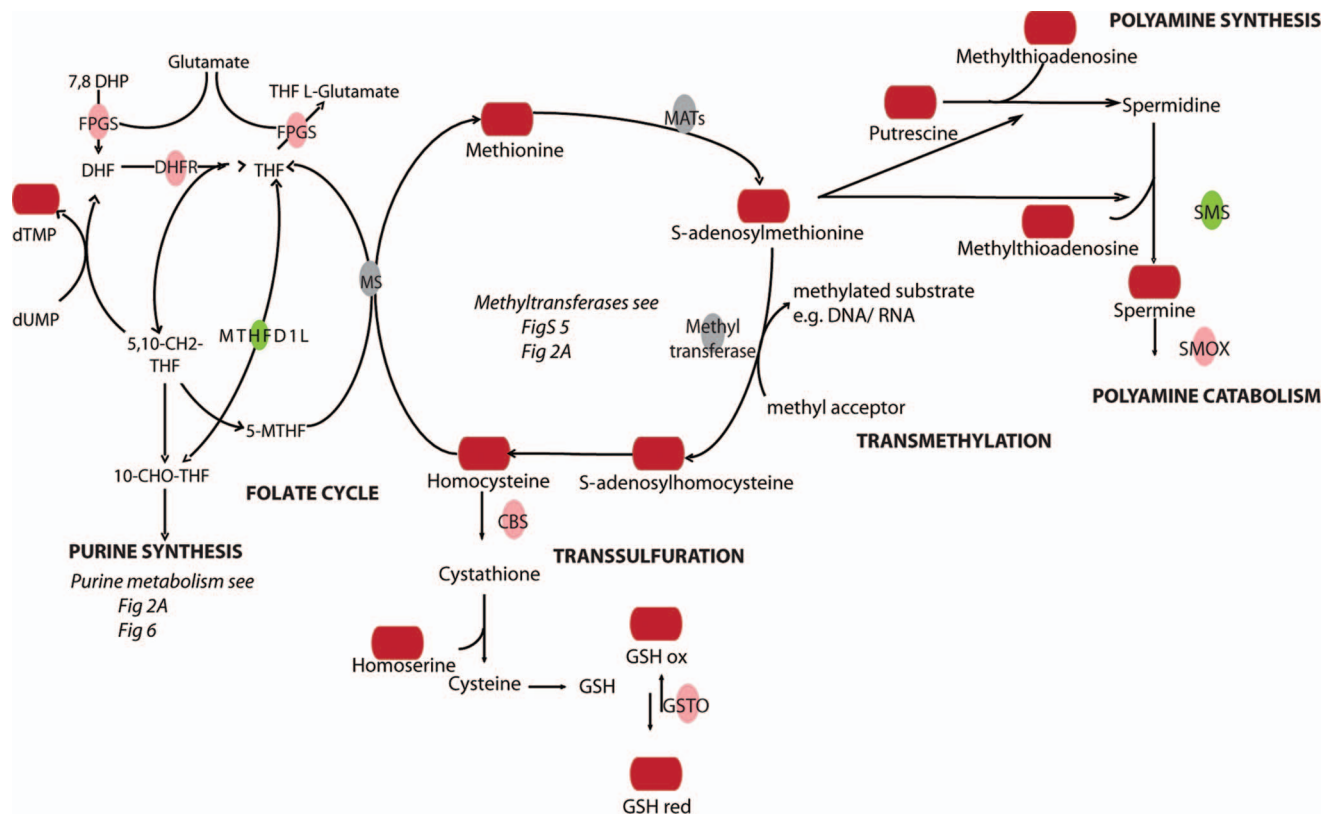 POLYAMINE SYNTHESIS
Methylthioadenosine
Glutamate
7,8 DHP
THF L-Glutamate
FPGS
FPGS
MATs
Putrescine
Spermidine
Methionine
DHF
DHFR
THF
dTMP
S-adenosylmethionine
Methylthioadenosine
SMS
MS
dUMP
Methyltransferases see
FigS 5
Fig 2A
methylated substrate
e.g. DNA/ RNA
Spermine
MTHFD1L
5,10-CH2-
THF
Methyl
transferase
SMOX
POLYAMINE CATABOLISM
methyl acceptor
5-MTHF
TRANSMETHYLATION
10-CHO-THF
FOLATE CYCLE
Homocysteine
S-adenosylhomocysteine
CBS
PURINE SYNTHESIS
TRANSSULFURATION
Purine metabolism see
Fig 2A
Fig 6
Cystathione
Homoserine
GSH ox
Cysteine
GSH
GSTO
GSH red